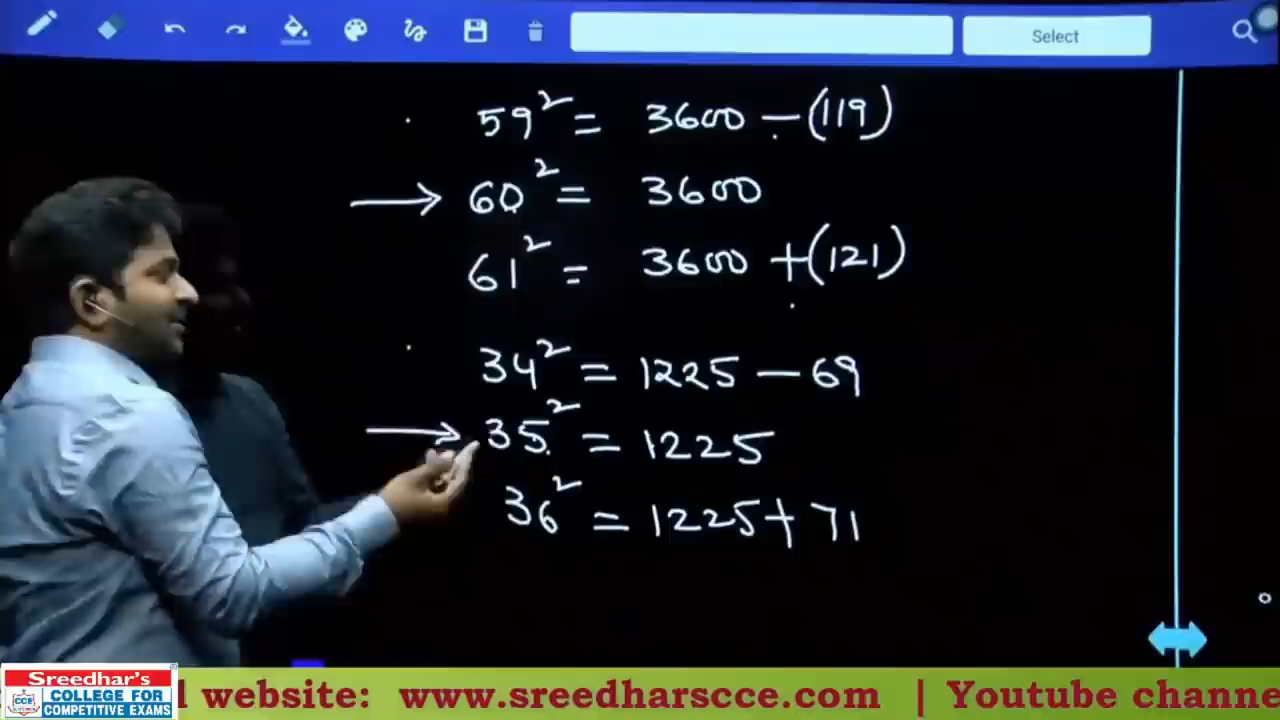 Select
59² = 3600 – (119)
60² = 3600
61² = 3600 + (121)
34² = 1225 – 69
35² = 1225
36² = 1225 + 71
Sreedhar's
CCE
COLLEGE FOR
COMPETITIVE EXAMS
l website: www.sreedharscce.com | Youtube channe